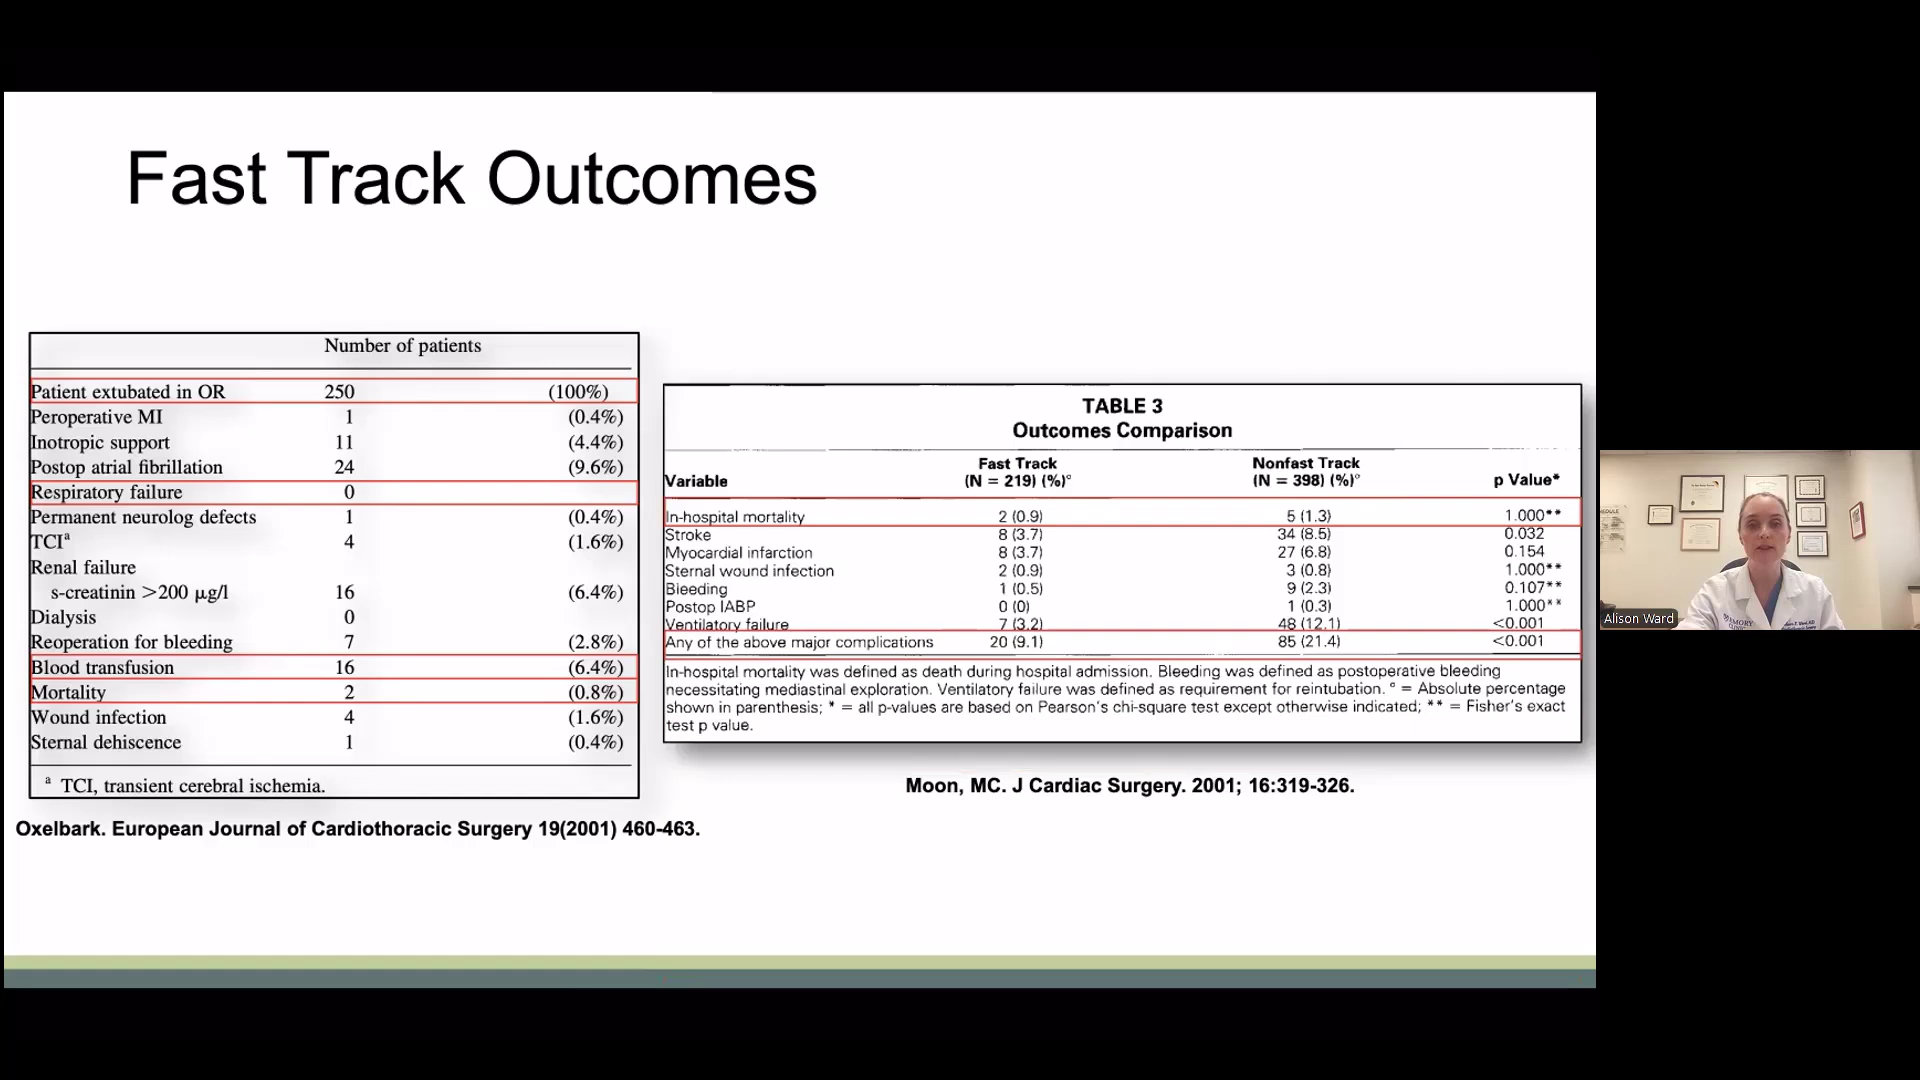 Fast Track Outcomes
Number of patients
Patient extubated in OR 250 (100%)
Peroperative MI 1 (0.4%)
Inotropic support 11 (4.4%)
Postop atrial fibrillation 24 (9.6%)
Respiratory failure 0
Permanent neurolog defects 1 (0.4%)
TCIᵃ 4 (1.6%)
Renal failure
s-creatinin >200 μg/l 16 (6.4%)
Dialysis 0
Reoperation for bleeding 7 (2.8%)
Blood transfusion 16 (6.4%)
Mortality 2 (0.8%)
Wound infection 4 (1.6%)
Sternal dehiscence 1 (0.4%)
ᵃ TCI, transient cerebral ischemia.
Oxelbark. European Journal of Cardiothoracic Surgery 19(2001) 460-463.
TABLE 3
Outcomes Comparison
Fast Track Nonfast Track
Variable (N = 219) (%)° (N = 398) (%)° p Value*
In-hospital mortality 2 (0.9) 5 (1.3) 1.000**
Stroke 8 (3.7) 34 (8.5) 0.032
Myocardial infarction 8 (3.7) 27 (6.8) 0.154
Sternal wound infection 2 (0.9) 3 (0.8) 1.000**
Bleeding 1 (0.5) 9 (2.3) 0.107**
Postop IABP 0 (0) 1 (0.3) 1.000**
Ventilatory failure 7 (3.2) 48 (12.1) <0.001
Any of the above major complications 20 (9.1) 85 (21.4) <0.001
In-hospital mortality was defined as death during hospital admission. Bleeding was defined as postoperative bleeding
necessitating mediastinal exploration. Ventilatory failure was defined as requirement for reintubation. ° = Absolute percentage
shown in parenthesis; * = all p-values are based on Pearson's chi-square test except otherwise indicated; ** = Fisher's exact
test p value.
Moon, MC. J Cardiac Surgery. 2001; 16:319-326.
Alison Ward
EMORY